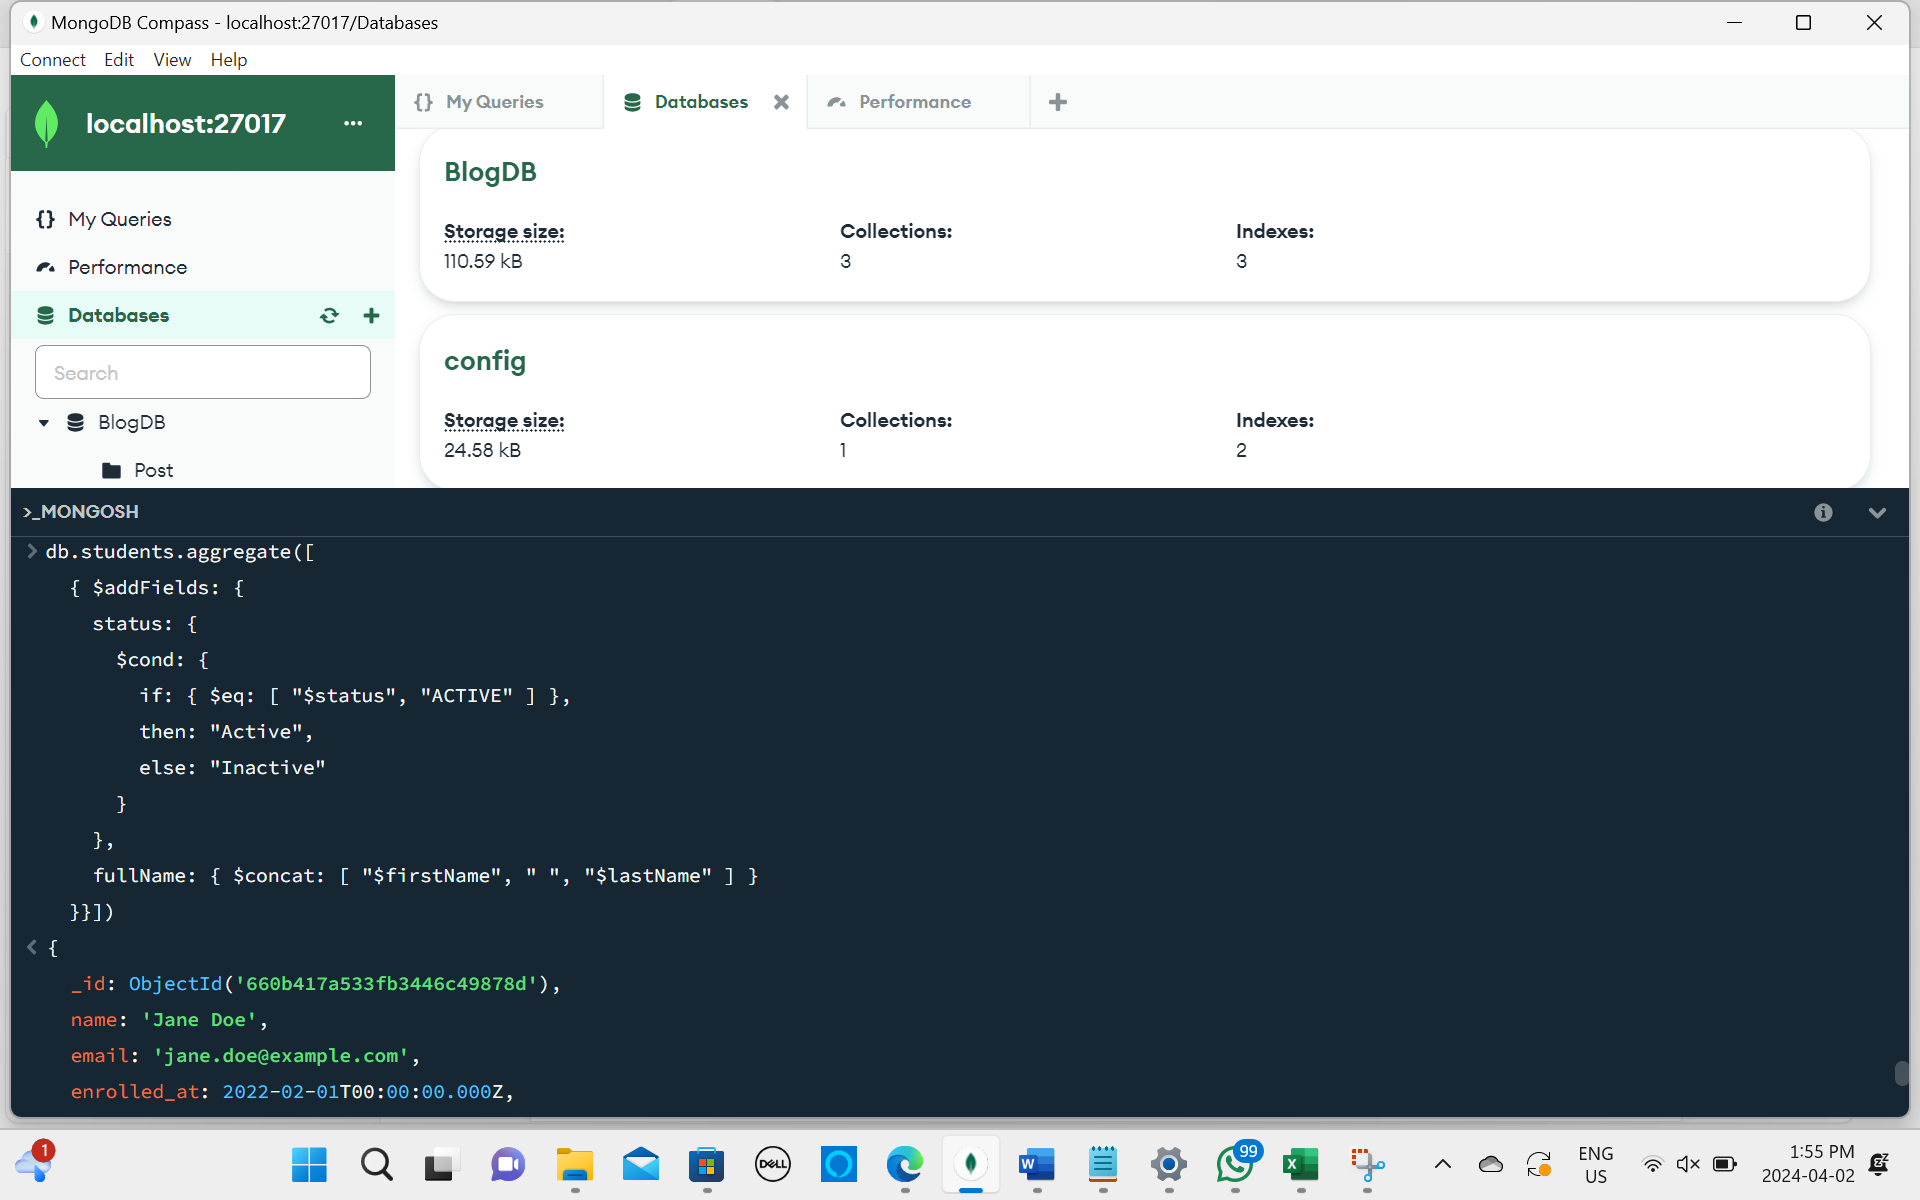 MongoDB Compass - localhost:27017/Databases
Connect Edit View Help
localhost:27017 ...
{} My Queries
Databases
Performance
My Queries
Performance
Databases
Search
BlogDB
Post
BlogDB
Storage size: Collections: Indexes:
110.59 kB 3 3
config
Storage size: Collections: Indexes:
24.58 kB 1 2
>_MONGOSH
> db.students.aggregate([
{ $addFields: {
status: {
$cond: {
if: { $eq: [ "$status", "ACTIVE" ] },
then: "Active",
else: "Inactive"
}
},
fullName: { $concat: [ "$firstName", " ", "$lastName" ] }
}}])
< {
_id: ObjectId('660b417a533fb3446c49878d'),
name: 'Jane Doe',
email: 'jane.doe@example.com',
enrolled_at: 2022-02-01T00:00:00.000Z,
1
DELL
W
99
X
ENG
US
1:55 PM
2024-04-02